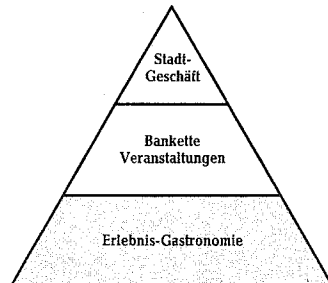 Stadt-
Geschäft
Bankette
Veranstaltungen
Erlebnis-Gastronomie